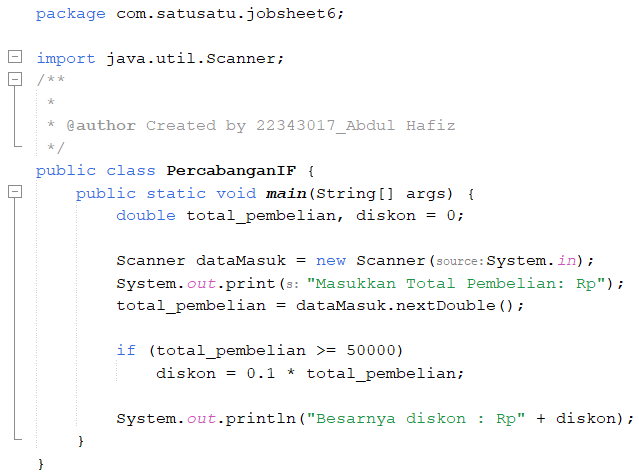 package com.satusatu.jobsheet6;
import java.util.Scanner;
/**
 *
 * @author Created by 22343017_Abdul Hafiz
 */
public class PercabanganIF {
    public static void main(String[] args) {
        double total_pembelian, diskon = 0;
        Scanner dataMasuk = new Scanner(source:System.in);
        System.out.print(s: "Masukkan Total Pembelian: Rp");
        total_pembelian = dataMasuk.nextDouble();
        if (total_pembelian >= 50000)
            diskon = 0.1 * total_pembelian;
        System.out.println("Besarnya diskon : Rp" + diskon);
    }
}